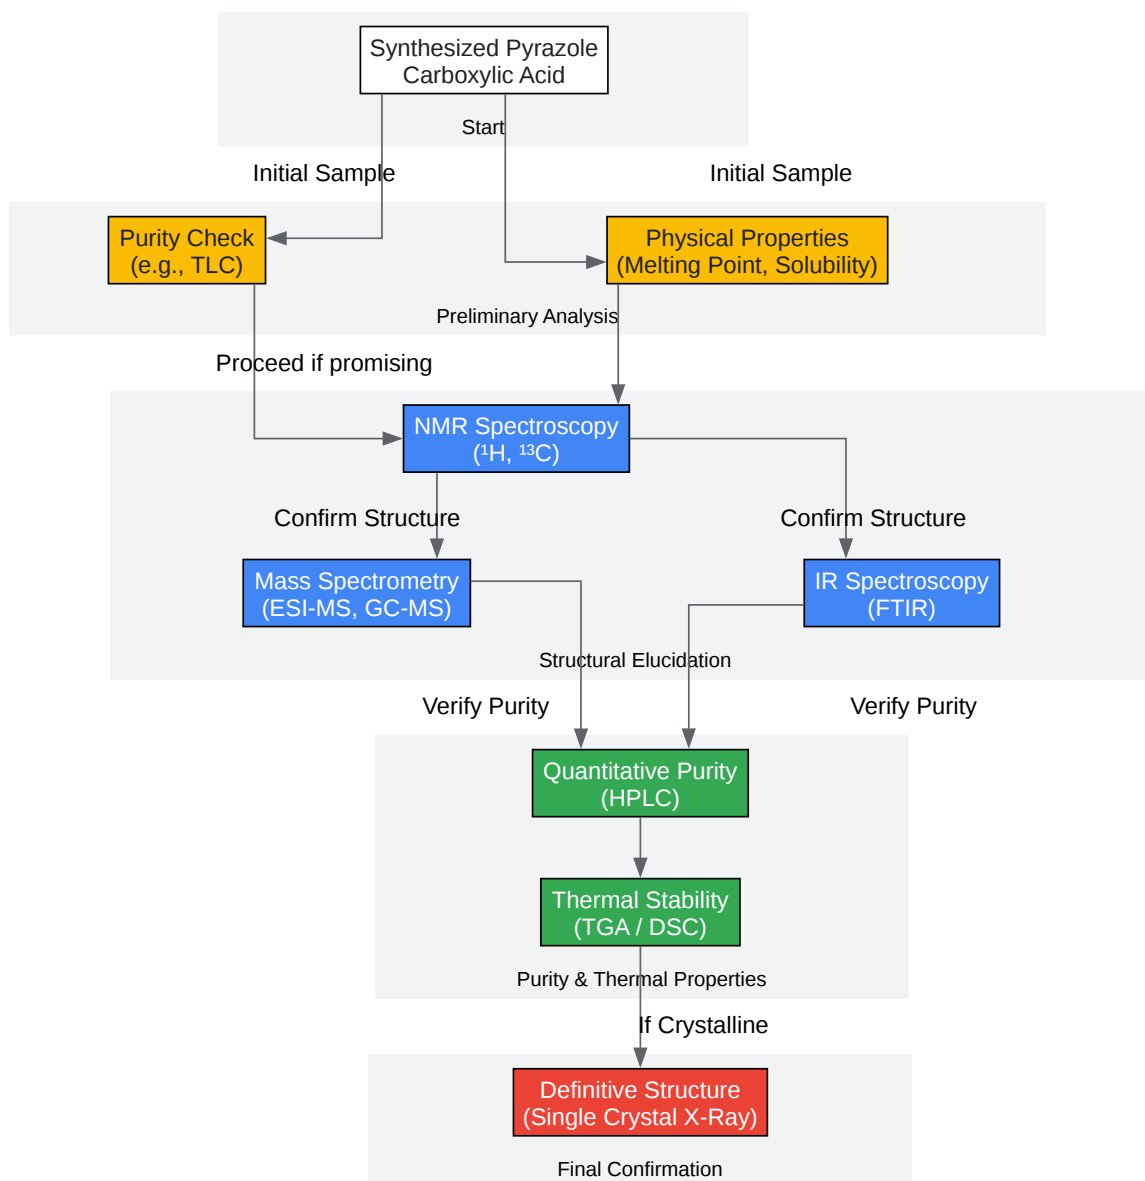 Synthesized Pyrazole
Carboxylic Acid
Start
Initial Sample
Initial Sample
Purity Check
(e.g., TLC)
Physical Properties
(Melting Point, Solubility)
Preliminary Analysis
Proceed if promising
NMR Spectroscopy
(¹H, ¹³C)
Confirm Structure
Confirm Structure
Mass Spectrometry
(ESI-MS, GC-MS)
IR Spectroscopy
(FTIR)
Structural Elucidation
Verify Purity
Verify Purity
Quantitative Purity
(HPLC)
Thermal Stability
(TGA / DSC)
Purity & Thermal Properties
If Crystalline
Definitive Structure
(Single Crystal X-Ray)
Final Confirmation